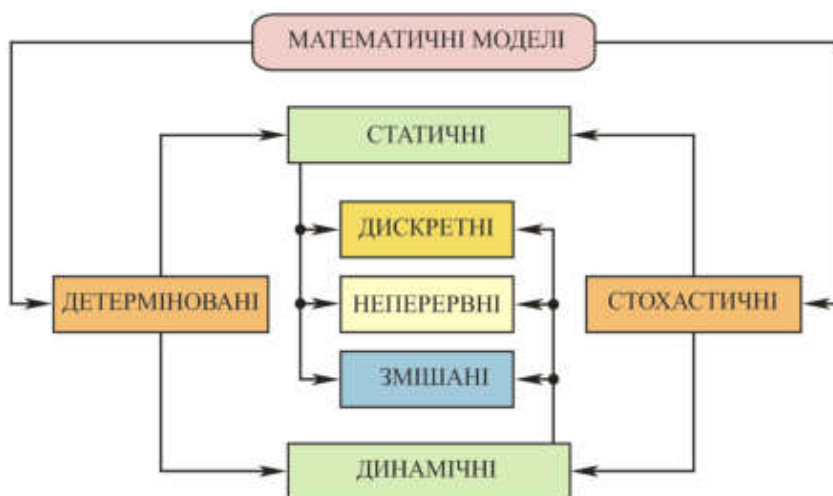 МАТЕМАТИЧНІ МОДЕЛІ
СТАТИЧНІ
ДИСКРЕТНІ
ДЕТЕРМІНОВАНІ
НЕПЕРЕРВНІ
СТОХАСТИЧНІ
ЗМІШАНІ
ДИНАМІЧНІ